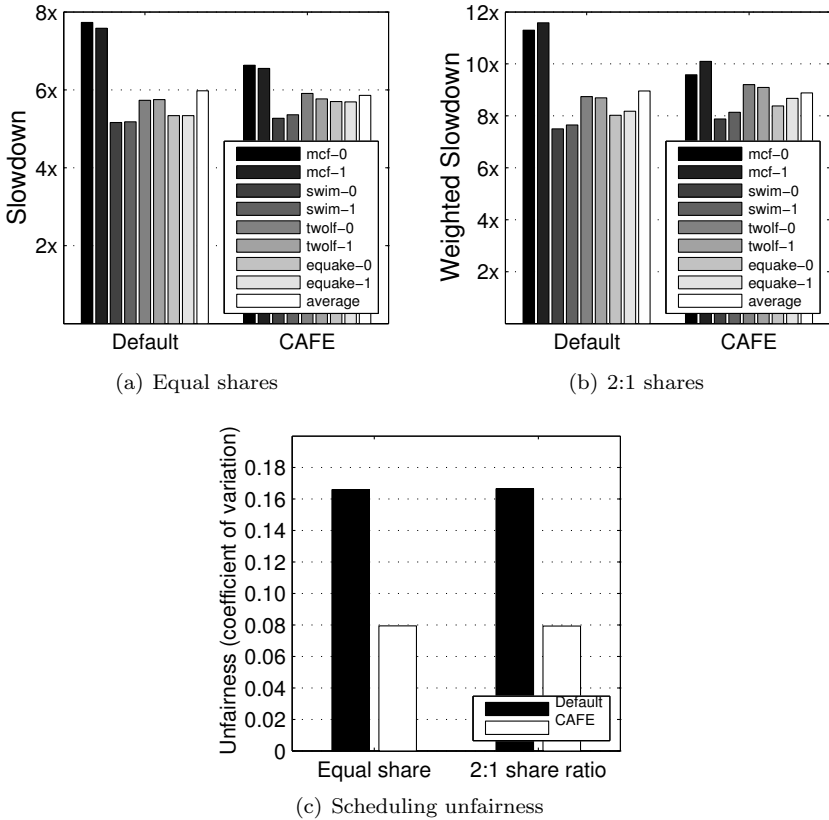 8x
6x
4x
2x
Slowdown
mcf−0
mcf−1
swim−0
swim−1
twolf−0
twolf−1
equake−0
equake−1
average
Default
CAFE
(a) Equal shares
12x
10x
8x
6x
4x
2x
Weighted Slowdown
mcf−0
mcf−1
swim−0
swim−1
twolf−0
twolf−1
equake−0
equake−1
average
Default
CAFE
(b) 2:1 shares
0.18
0.16
0.14
0.12
0.10
0.08
0.06
0.04
0.02
0
Unfairness (coefficient of variation)
Default
CAFE
Equal share
2:1 share ratio
(c) Scheduling unfairness